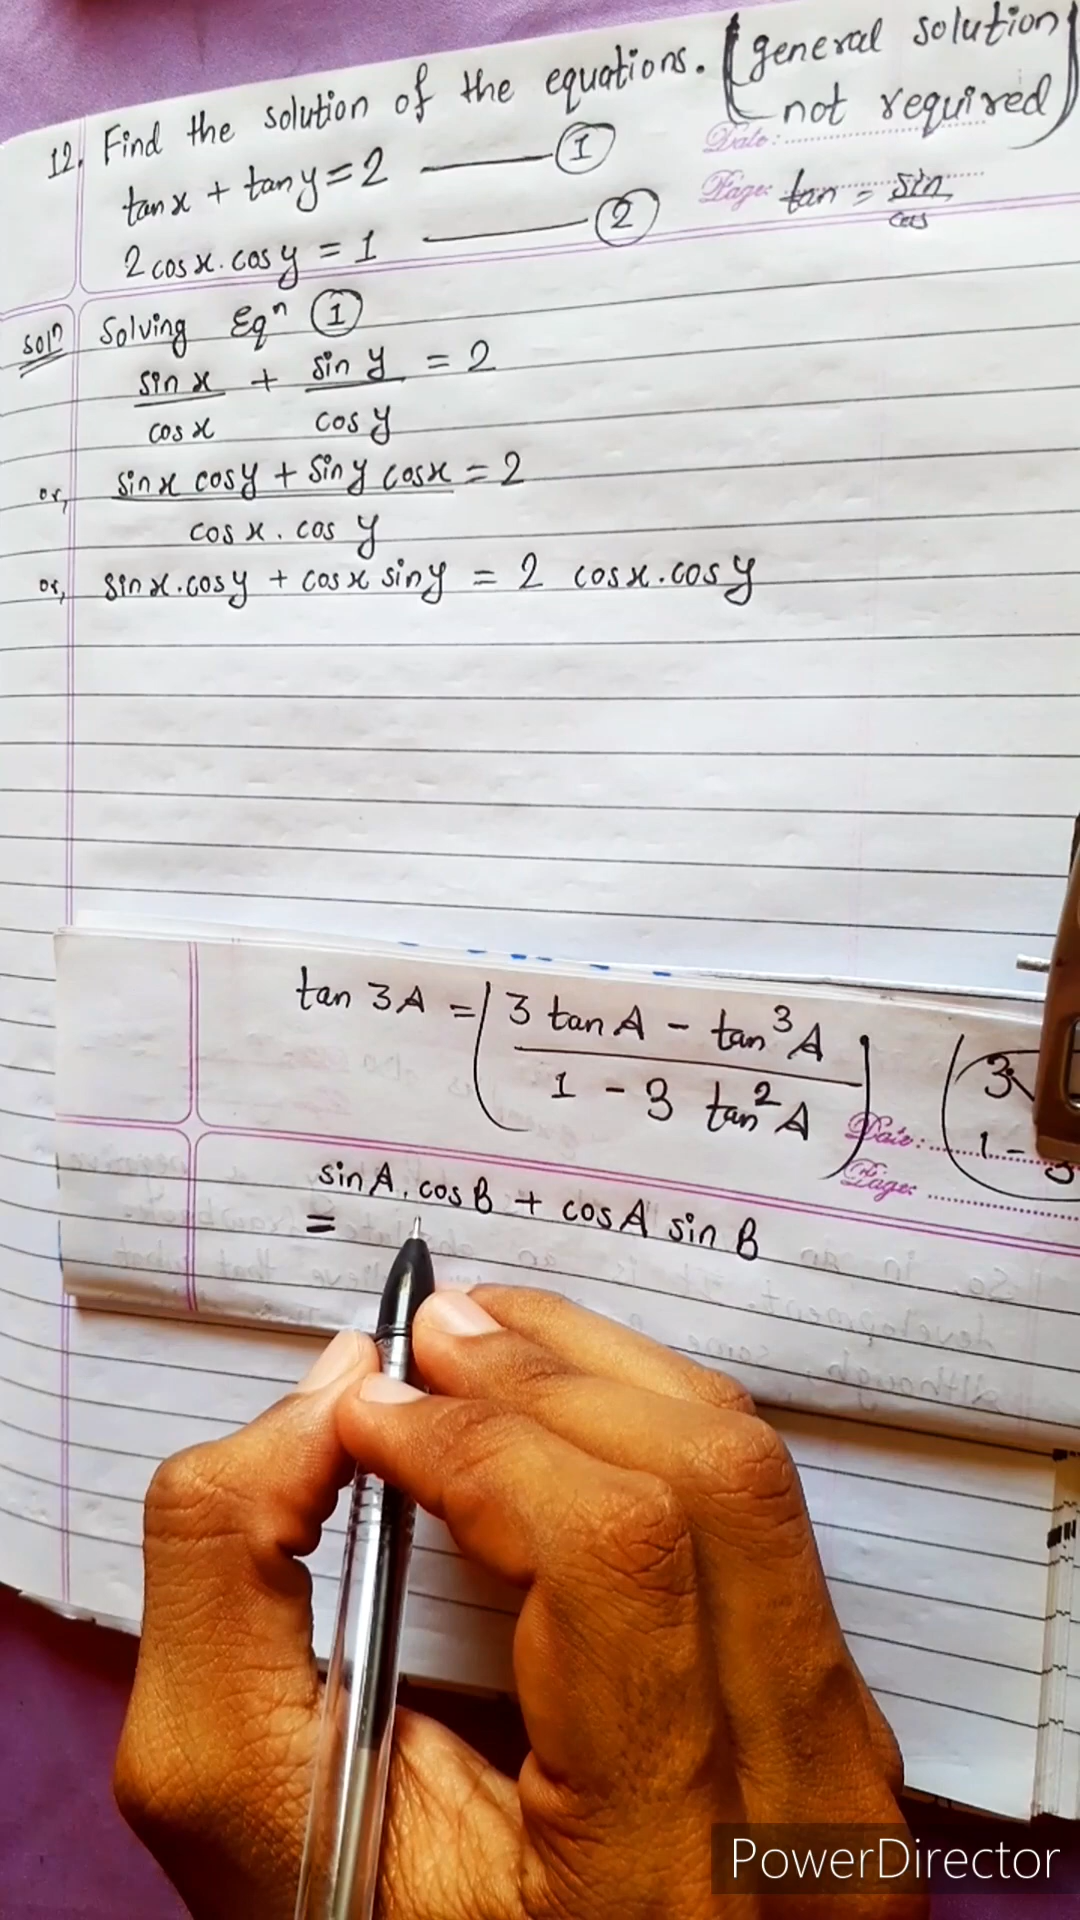 12. Find the solution of the equations. (general solution not required)
Date:
tan x + tan y = 2 ——— ①
Page: tan = sin/cos
2 cos x . cos y = 1 ——— ②
Solⁿ Solving Eqⁿ ①
sin x / cos x + sin y / cos y = 2
or, sin x cos y + sin y cos x / cos x . cos y = 2
or, sin x . cos y + cos x sin y = 2 cos x . cos y
tan 3A = (3 tan A - tan³A / 1 - 3 tan²A)
(3
1 - 3
Date:
Page:
sin A . cos B + cos A sin B
=
PowerDirector